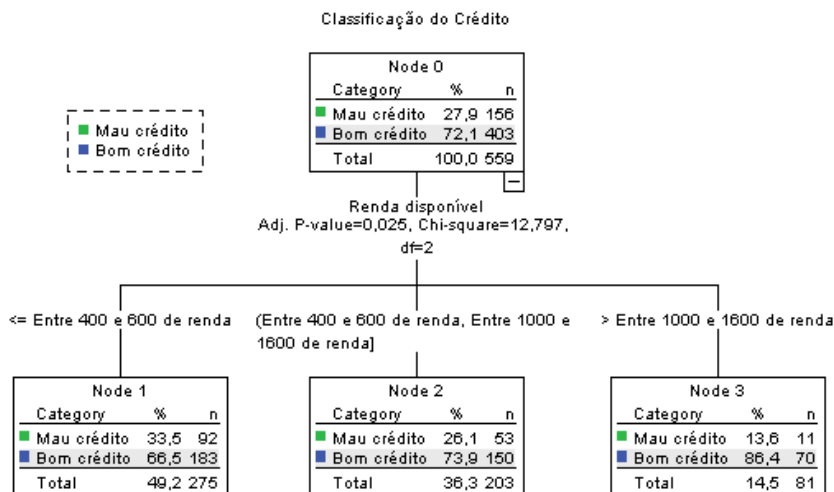 Classificação do Crédito
Mau crédito
Bom crédito
Node 0
Category % n
Mau crédito 27,9 156
Bom crédito 72,1 403
Total 100,0 559
Renda disponível
Adj. P-value=0,025, Chi-square=12,797,
df=2
<= Entre 400 e 600 de renda
(Entre 400 e 600 de renda, Entre 1000 e
1600 de renda]
> Entre 1000 e 1600 de renda
Node 1
Category % n
Mau crédito 33,5 92
Bom crédito 66,5 183
Total 49,2 275
Node 2
Category % n
Mau crédito 26,1 53
Bom crédito 73,9 150
Total 36,3 203
Node 3
Category % n
Mau crédito 13,6 11
Bom crédito 86,4 70
Total 14,5 81